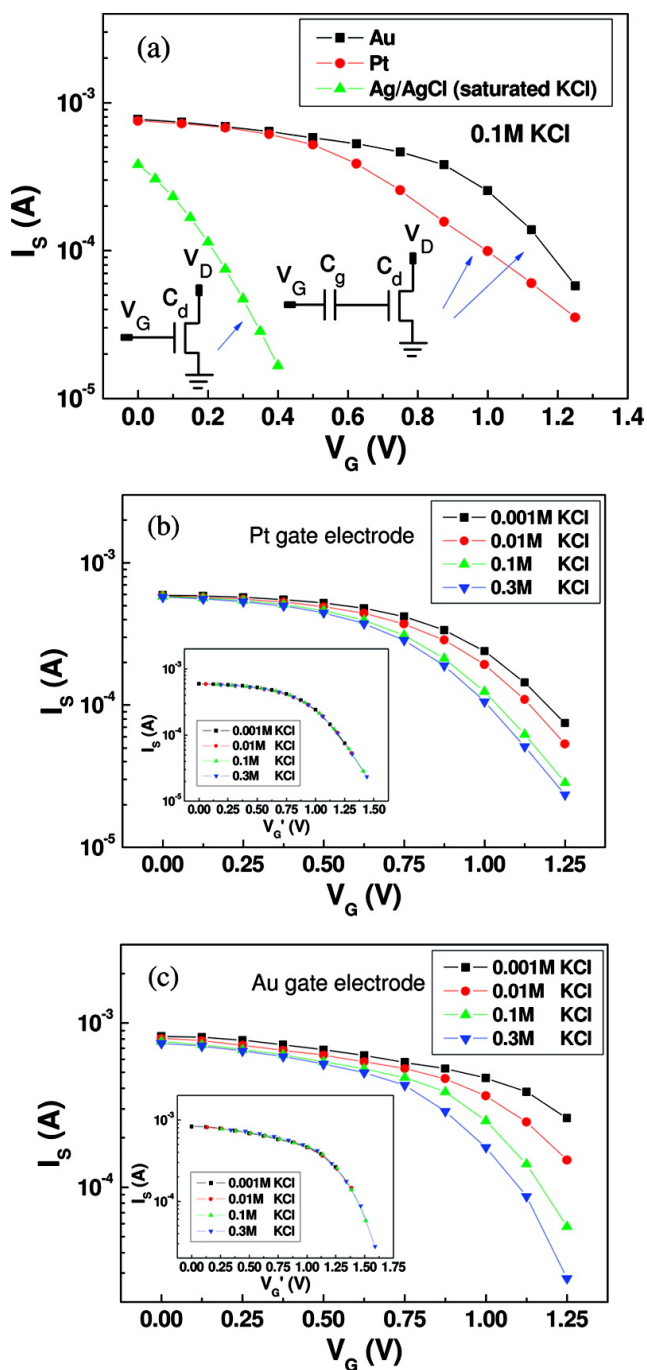 (a)
Au
Pt
Ag/AgCl (saturated KCl)
0.1M KCl
10⁻³
10⁻⁴
10⁻⁵
I_S (A)
V_D
V_G
C_d
V_D
V_G
C_g
C_d
0.0 0.2 0.4 0.6 0.8 1.0 1.2 1.4
V_G (V)
(b)
Pt gate electrode
0.001M KCl
0.01M KCl
0.1M KCl
0.3M KCl
10⁻³
10⁻⁴
10⁻⁵
I_S (A)
10⁻³
10⁻⁴
10⁻⁵
I_S (A)
0.001M KCl
0.01M KCl
0.1M KCl
0.3M KCl
0.00 0.25 0.50 0.75 1.00 1.25 1.50
V_G' (V)
0.00 0.25 0.50 0.75 1.00 1.25
V_G (V)
(c)
Au gate electrode
0.001M KCl
0.01M KCl
0.1M KCl
0.3M KCl
10⁻³
10⁻⁴
I_S (A)
10⁻³
10⁻⁴
I_S (A)
0.001M KCl
0.01M KCl
0.1M KCl
0.3M KCl
0.00 0.25 0.50 0.75 1.00 1.25 1.50 1.75
V_G' (V)
0.00 0.25 0.50 0.75 1.00 1.25
V_G (V)